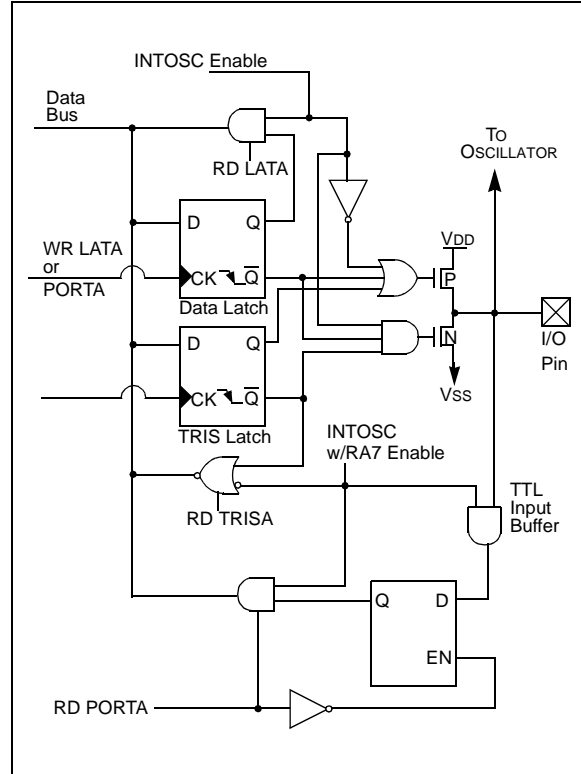 INTOSC Enable
Data
Bus
RD LATA
TO
OSCILLATOR
D
Q
VDD
WR LATA
or
PORTA
CK
Q
P
Data Latch
N
I/O
Pin
D
Q
VSS
CK
Q
TRIS Latch
INTOSC
w/RA7 Enable
TTL
Input
Buffer
RD TRISA
Q
D
EN
RD PORTA